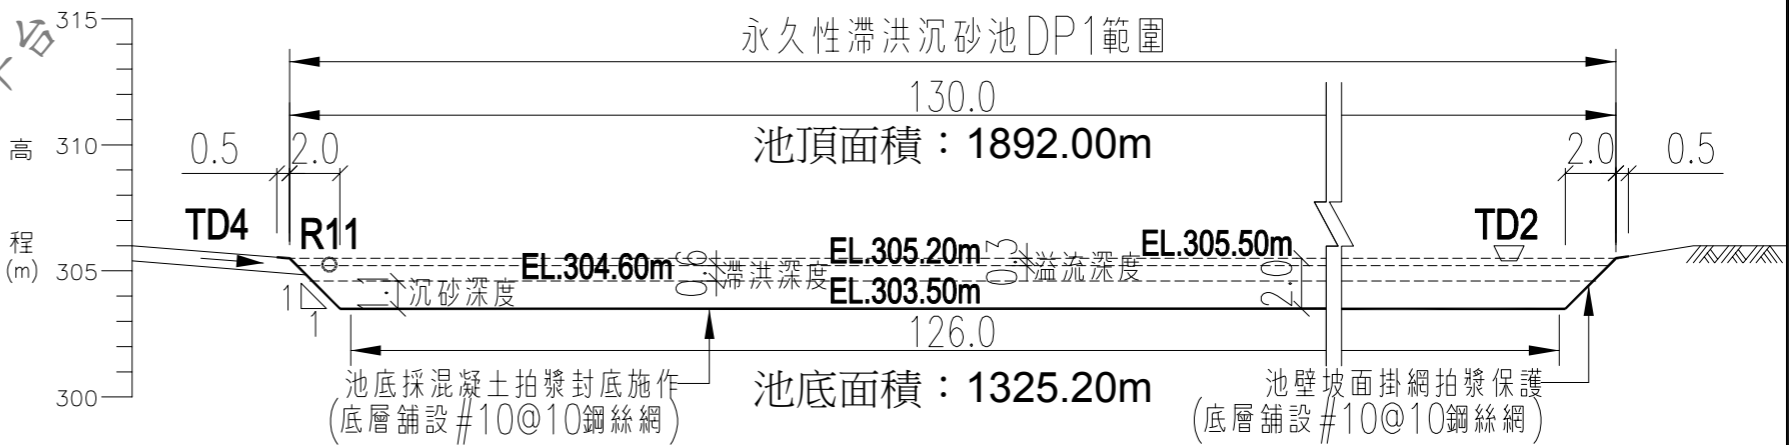 315
永久性滯洪沉砂池DP1範圍
130.0
高 310
0.5 2.0
池頂面積：1892.00m
2.0 0.5
TD4 R11
TD2
程 305
(m)
EL.304.60m
0.6
滯洪深度
EL.305.20m
0.3
溢流深度
EL.305.50m
1.1
沉砂深度
EL.303.50m
2.0
1
1
126.0
池底採混凝土拍漿封底施作
(底層舖設#10@10鋼絲網)
池底面積：1325.20m
池壁坡面掛網拍漿保護
(底層舖設#10@10鋼絲網)
300